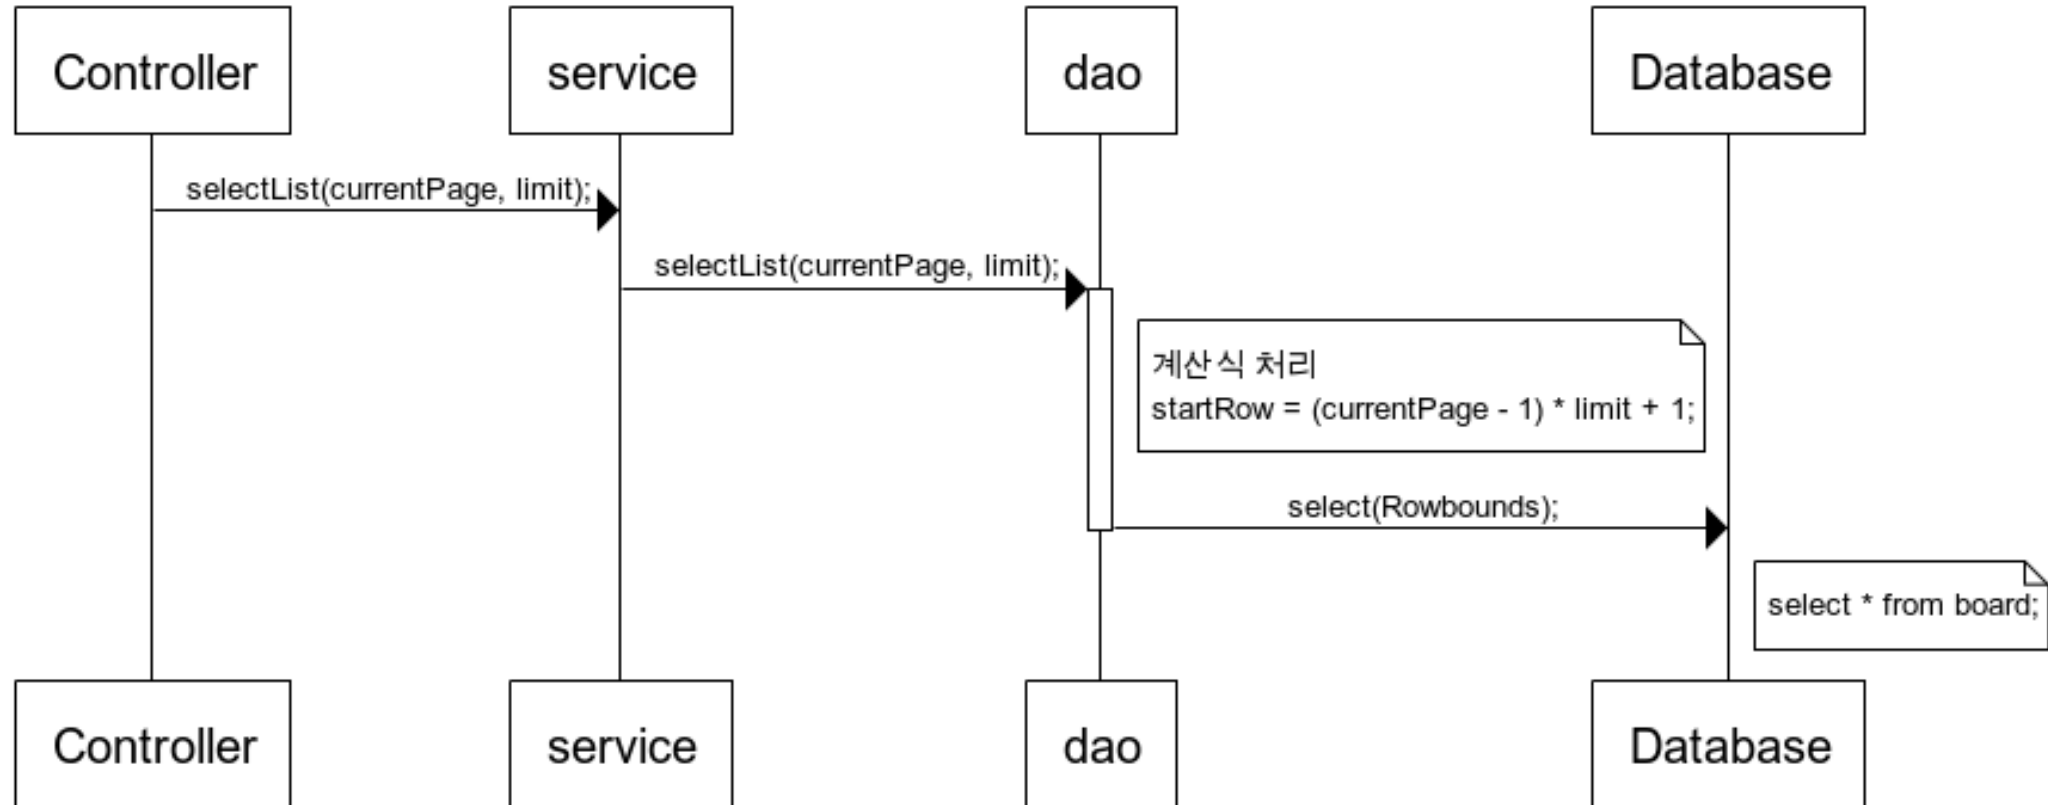 Controller
service
dao
Database
selectList(currentPage, limit);
selectList(currentPage, limit);
계산식 처리
startRow = (currentPage - 1) * limit + 1;
select(Rowbounds);
select * from board;
Controller
service
dao
Database